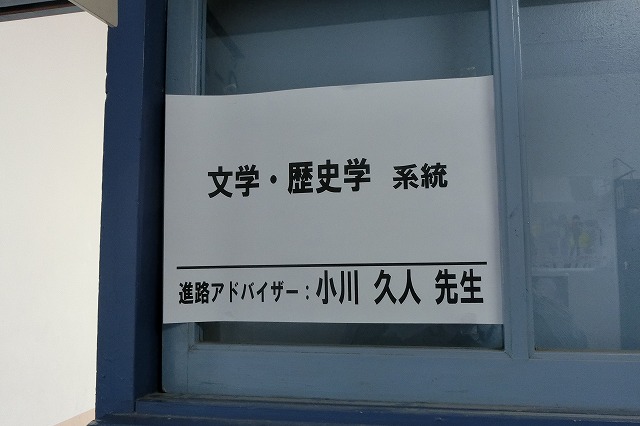 文学・歴史学 系統
進路アドバイザー：小川 久人 先生